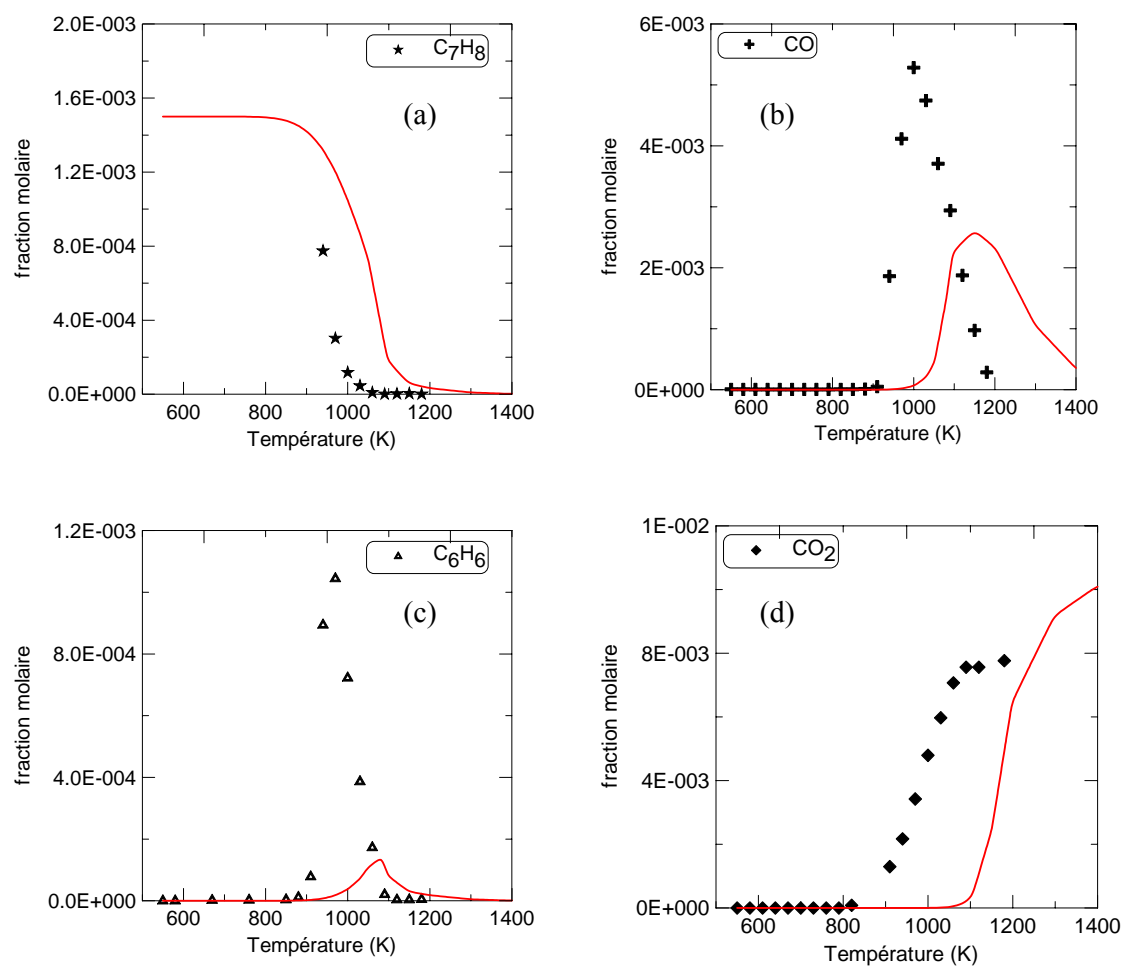 2.0E-003
1.6E-003
1.2E-003
8.0E-004
4.0E-004
0.0E+000
fraction molaire
C7H8
(a)
600 800 1000 1200 1400
Température (K)
6E-003
4E-003
2E-003
0E+000
fraction molaire
CO
(b)
600 800 1000 1200 1400
Température (K)
1.2E-003
8.0E-004
4.0E-004
0.0E+000
fraction molaire
C6H6
(c)
600 800 1000 1200 1400
Température (K)
1E-002
8E-003
4E-003
0E+000
fraction molaire
CO2
(d)
600 800 1000 1200 1400
Température (K)